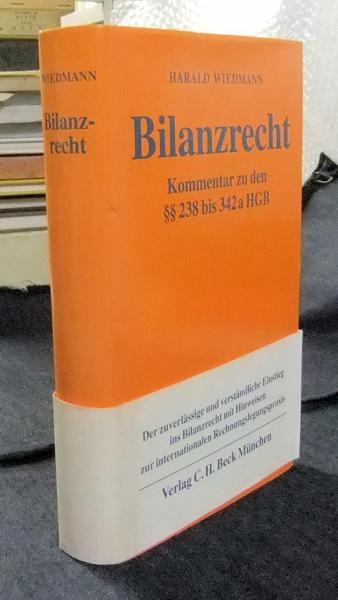 WIEDMANN
Bilanz-
recht
HARALD WIEDMANN
Bilanzrecht
Kommentar zu den
§§ 238 bis 342a HGB
Der zuverlässige und verständliche Einstieg
ins Bilanzrecht mit Hinweisen
zur internationalen Rechnungslegungspraxis
Verlag C. H. Beck München